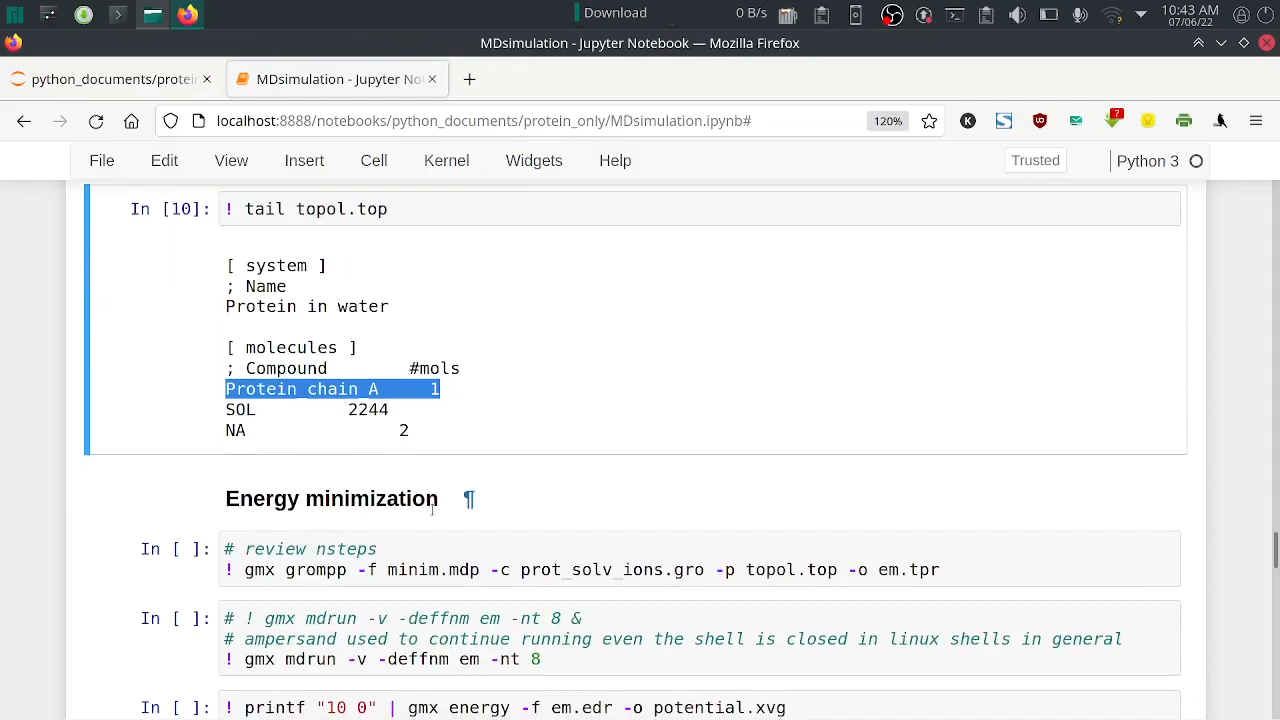 Download
0 B/s
10:43 AM
07/06/22
MDsimulation - Jupyter Notebook — Mozilla Firefox
python_documents/protein
MDsimulation - Jupyter No
localhost:8888/notebooks/python_documents/protein_only/MDsimulation.ipynb#
120%
File Edit View Insert Cell Kernel Widgets Help
Trusted
Python 3
In [10]: ! tail topol.top
[ system ]
; Name
Protein in water
[ molecules ]
; Compound #mols
Protein_chain_A 1
SOL 2244
NA 2
Energy minimization ¶
In [ ]: # review nsteps
! gmx grompp -f minim.mdp -c prot_solv_ions.gro -p topol.top -o em.tpr
In [ ]: # ! gmx mdrun -v -deffnm em -nt 8 &
# ampersand used to continue running even the shell is closed in linux shells in general
! gmx mdrun -v -deffnm em -nt 8
In [ ]: ! printf "10 0" | gmx energy -f em.edr -o potential.xvg